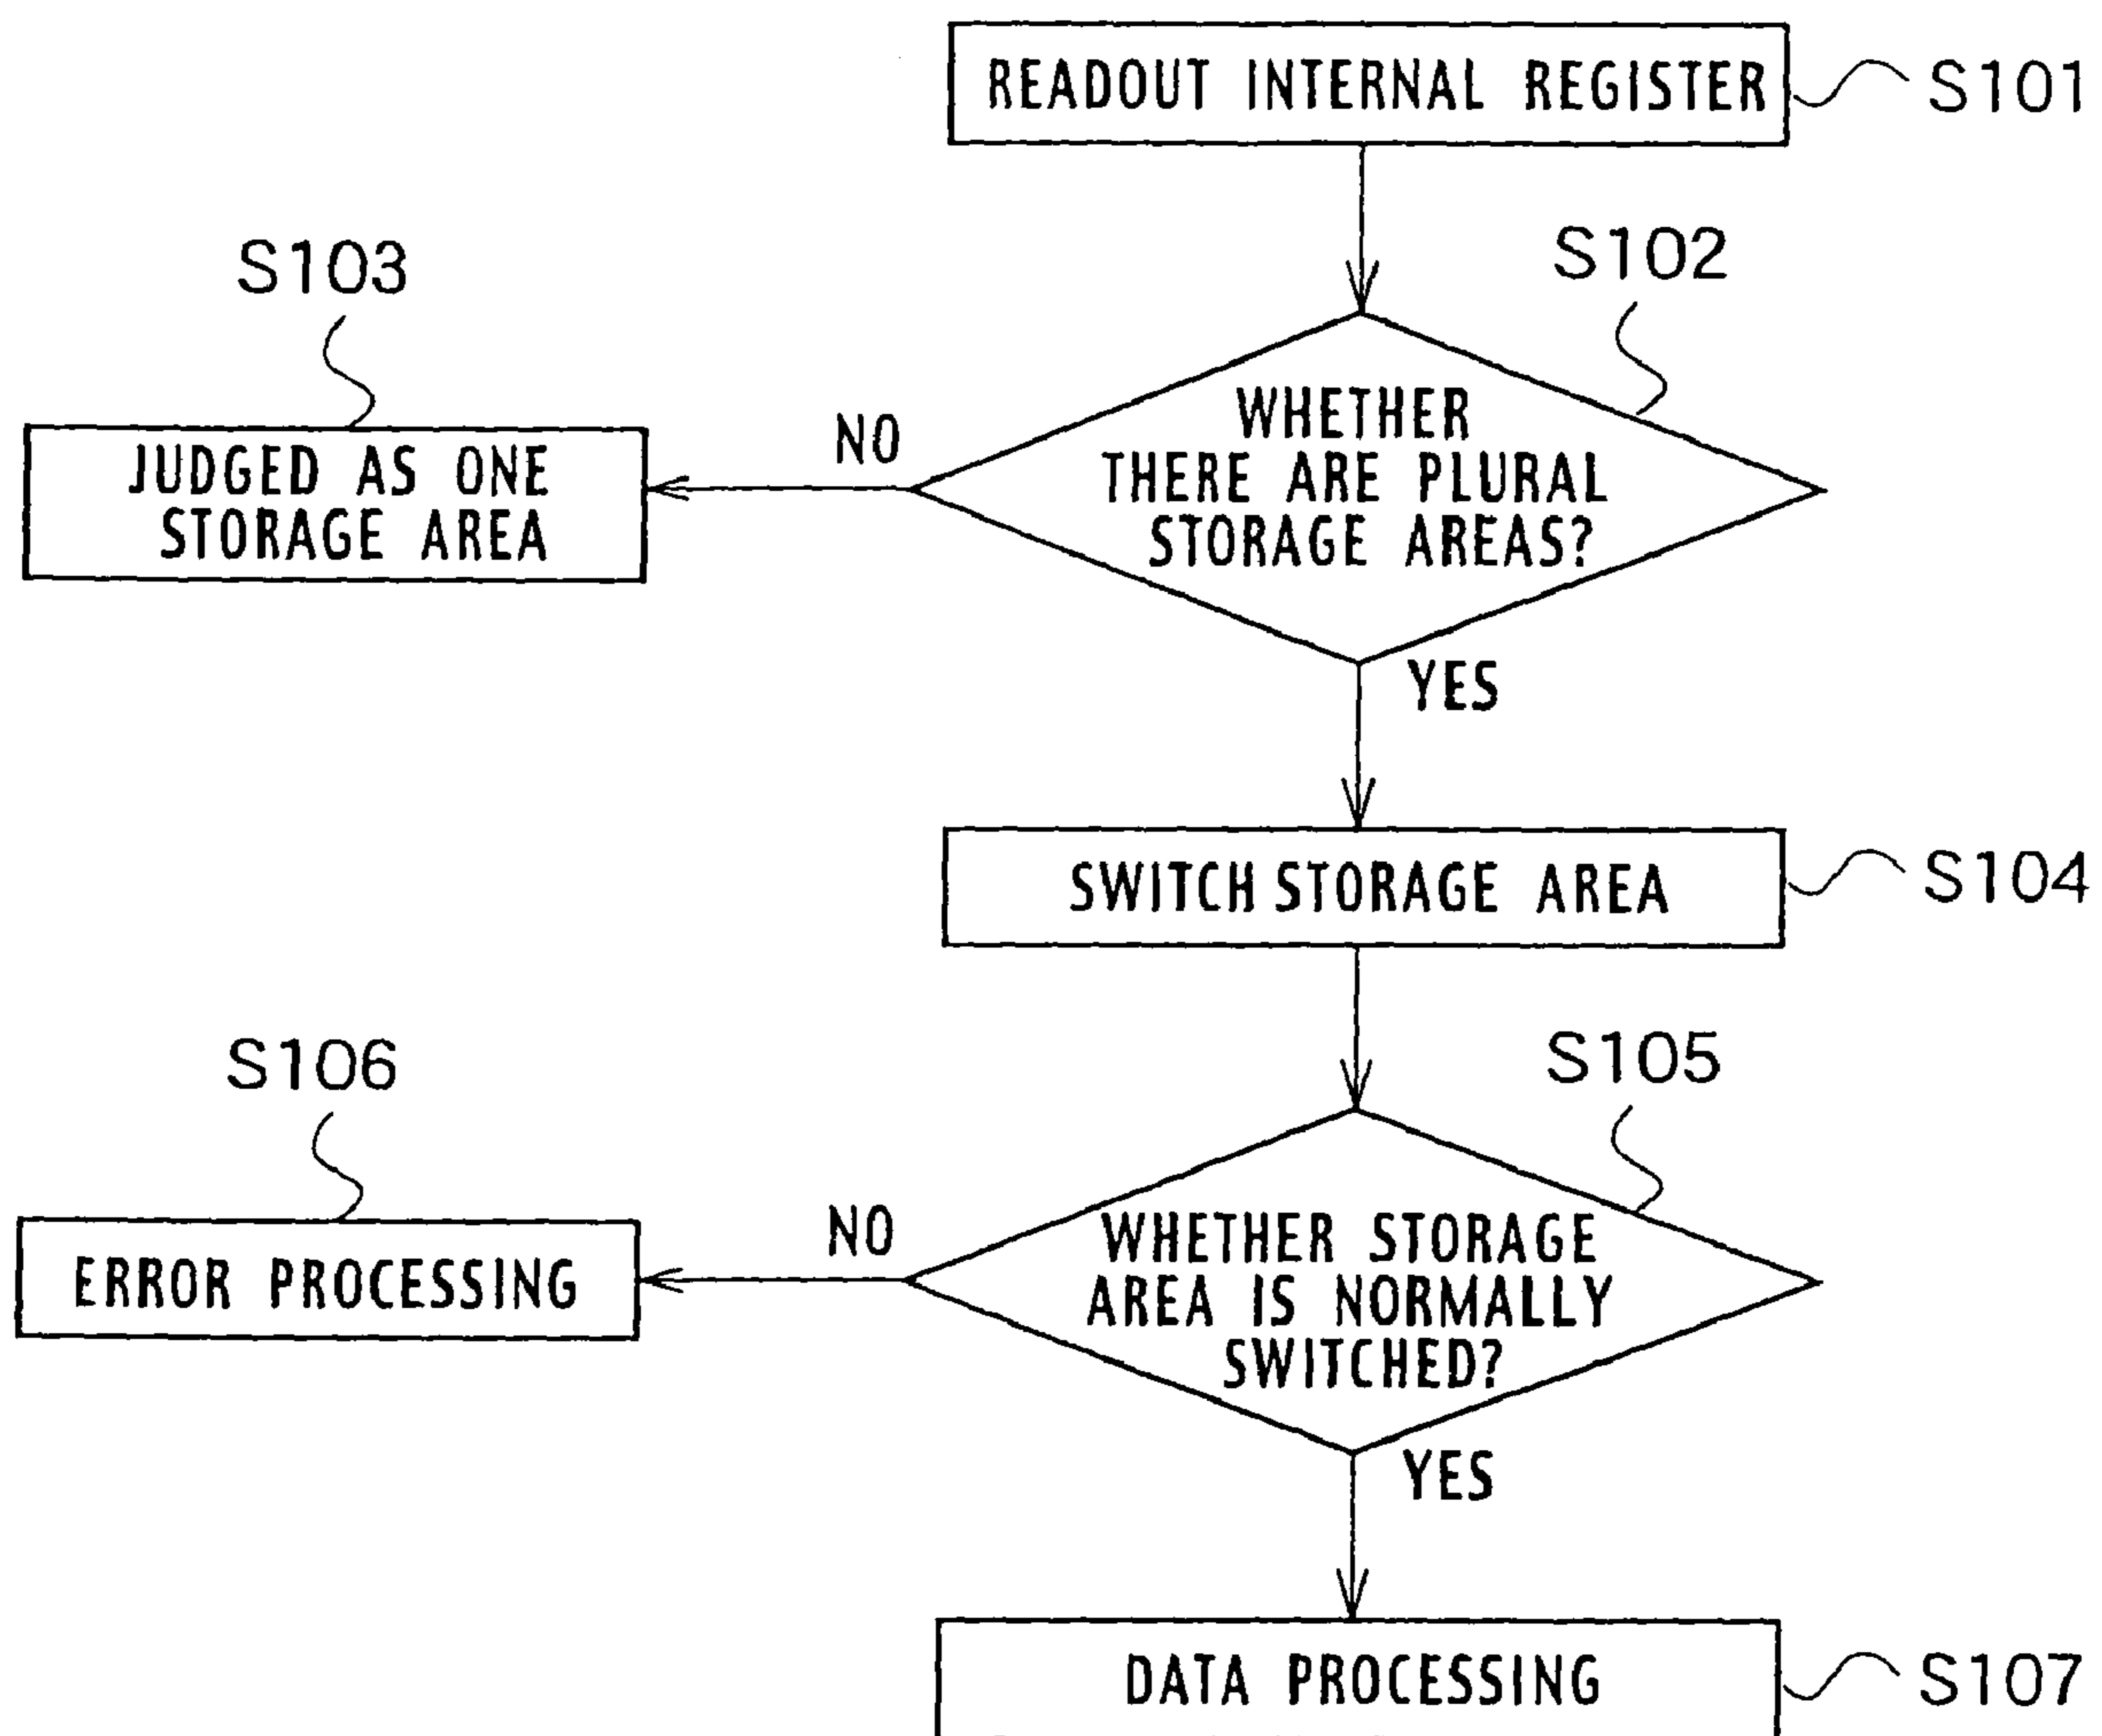 READOUT INTERNAL REGISTER
S101
S102
S103
WHETHER
THERE ARE PLURAL
STORAGE AREAS?
NO
JUDGED AS ONE
STORAGE AREA
YES
SWITCH STORAGE AREA
S104
S105
S106
WHETHER STORAGE
AREA IS NORMALLY
SWITCHED?
NO
ERROR PROCESSING
YES
DATA PROCESSING
S107